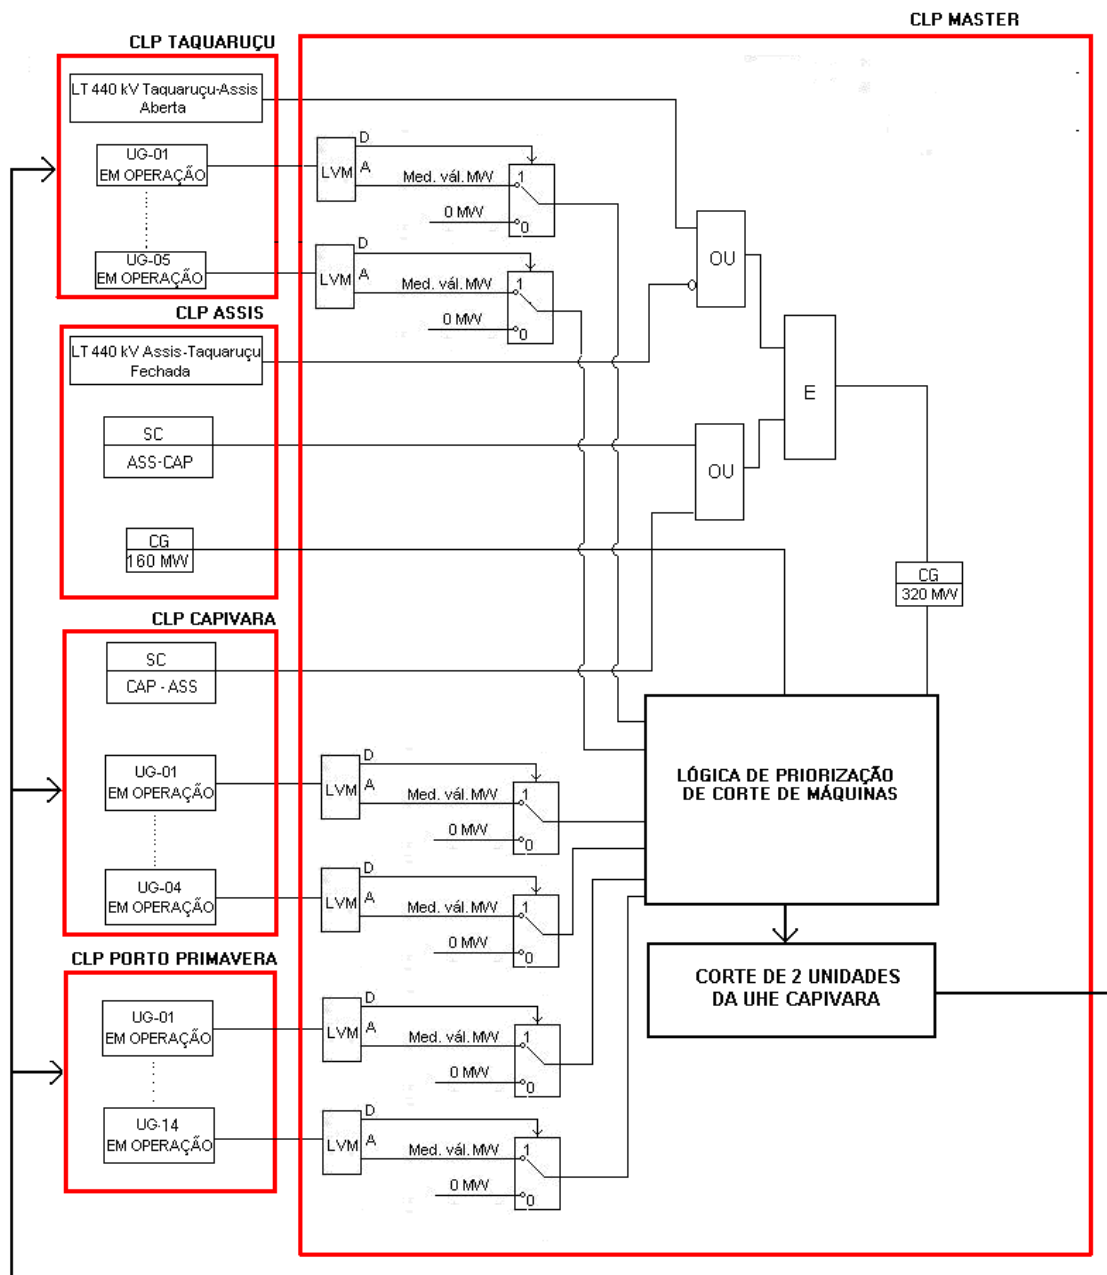 CLP MASTER
CLP TAQUARUÇU
LT 440 kV Taquaruçu-Assis
Aberta
UG-01
EM OPERAÇÃO
UG-05
EM OPERAÇÃO
LVM
D
A
Med. vál. MW
1
0 MW
0
LVM
D
A
Med. vál. MW
1
0 MW
0
OU
CLP ASSIS
LT 440 kV Assis-Taquaruçu
Fechada
SC
ASS-CAP
CG
160 MW
E
OU
CG
320 MW
CLP CAPIVARA
SC
CAP - ASS
UG-01
EM OPERAÇÃO
UG-04
EM OPERAÇÃO
LVM
D
A
Med. vál. MW
1
0 MW
0
LVM
D
A
Med. vál. MW
1
0 MW
0
LÓGICA DE PRIORIZAÇÃO
DE CORTE DE MÁQUINAS
CORTE DE 2 UNIDADES
DA UHE CAPIVARA
CLP PORTO PRIMAVERA
UG-01
EM OPERAÇÃO
UG-14
EM OPERAÇÃO
LVM
D
A
Med. vál. MW
1
0 MW
0
LVM
D
A
Med. vál. MW
1
0 MW
0